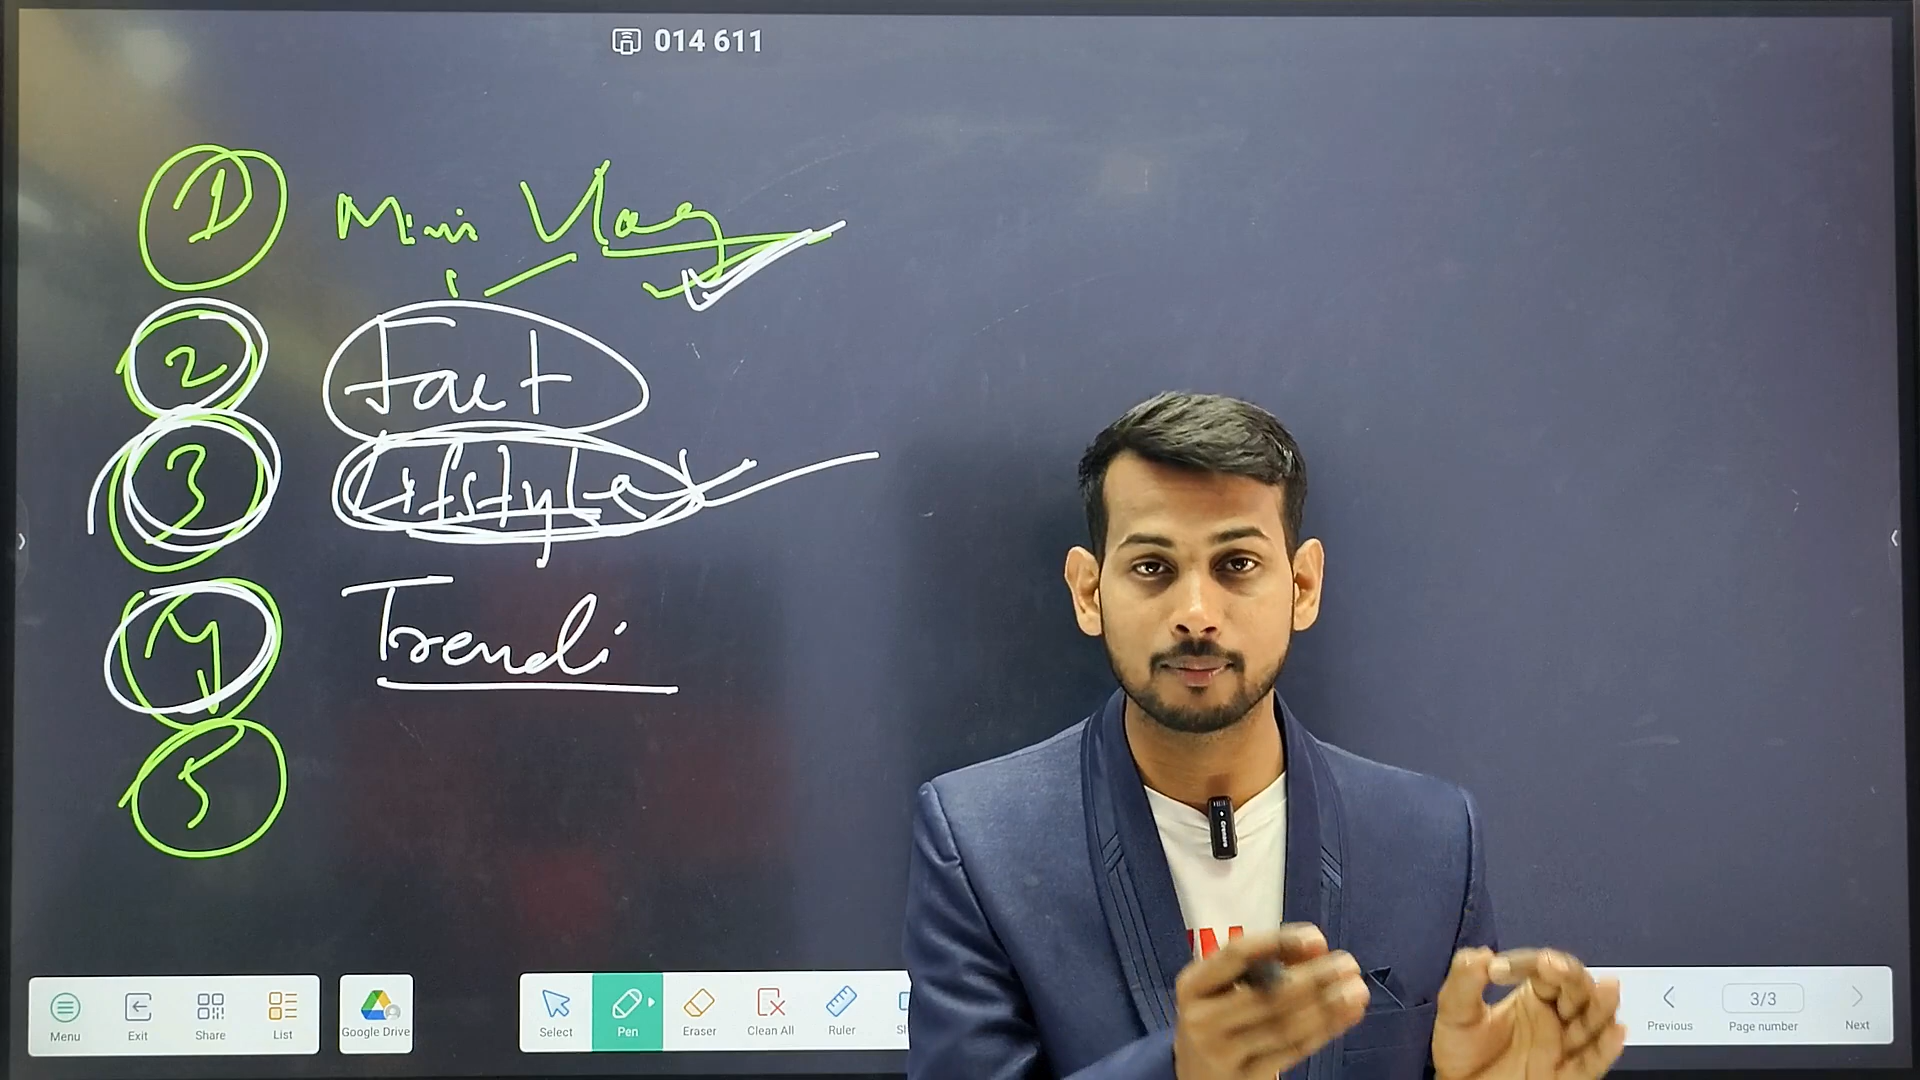 014 611
1 Mini Vlog
2 Fact
3 Lifstyle
4 Trendi
5
Menu Exit Share List Google Drive Select Pen Eraser Clean All Ruler Previous 3/3 Page number Next